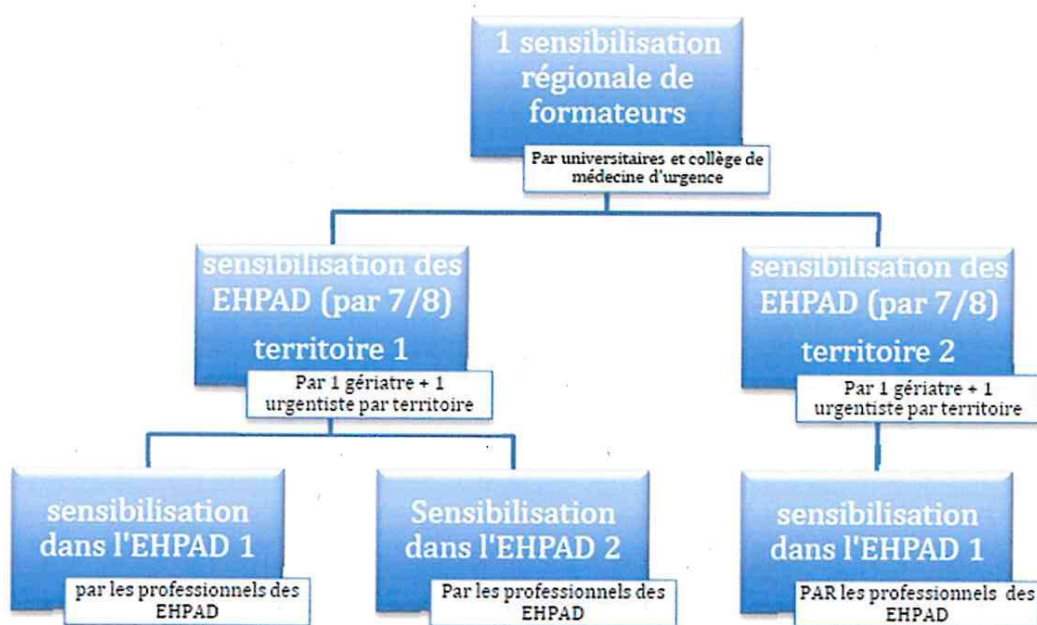 1 sensibilisation
régionale de
formateurs
Par universitaires et collège de
médecine d'urgence
sensibilisation des
EHPAD (par 7/8)
territoire 1
Par 1 gériatre + 1
urgentiste par territoire
sensibilisation des
EHPAD (par 7/8)
territoire 2
Par 1 gériatre + 1
urgentiste par territoire
sensibilisation
dans l'EHPAD 1
par les professionnels des
EHPAD
Sensibilisation
dans l'EHPAD 2
Par les professionnels des
EHPAD
sensibilisation
dans l'EHPAD 1
PAR les professionnels des
EHPAD